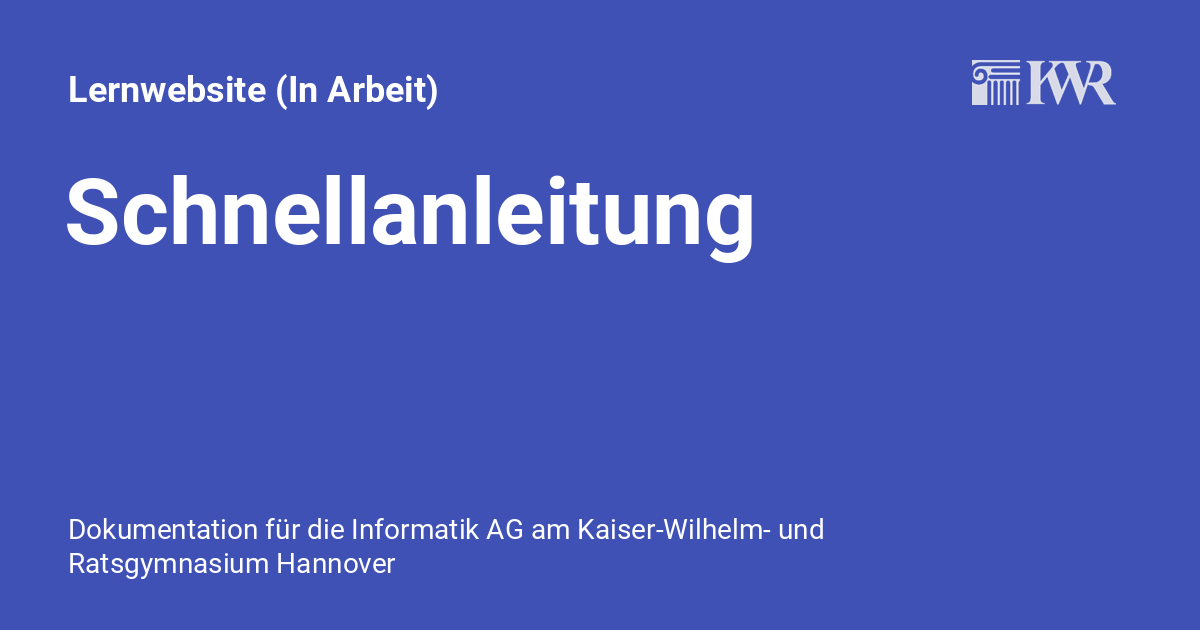 Lernwebsite (In Arbeit)
KWR
Schnellanleitung
Dokumentation für die Informatik AG am Kaiser-Wilhelm- und
Ratsgymnasium Hannover